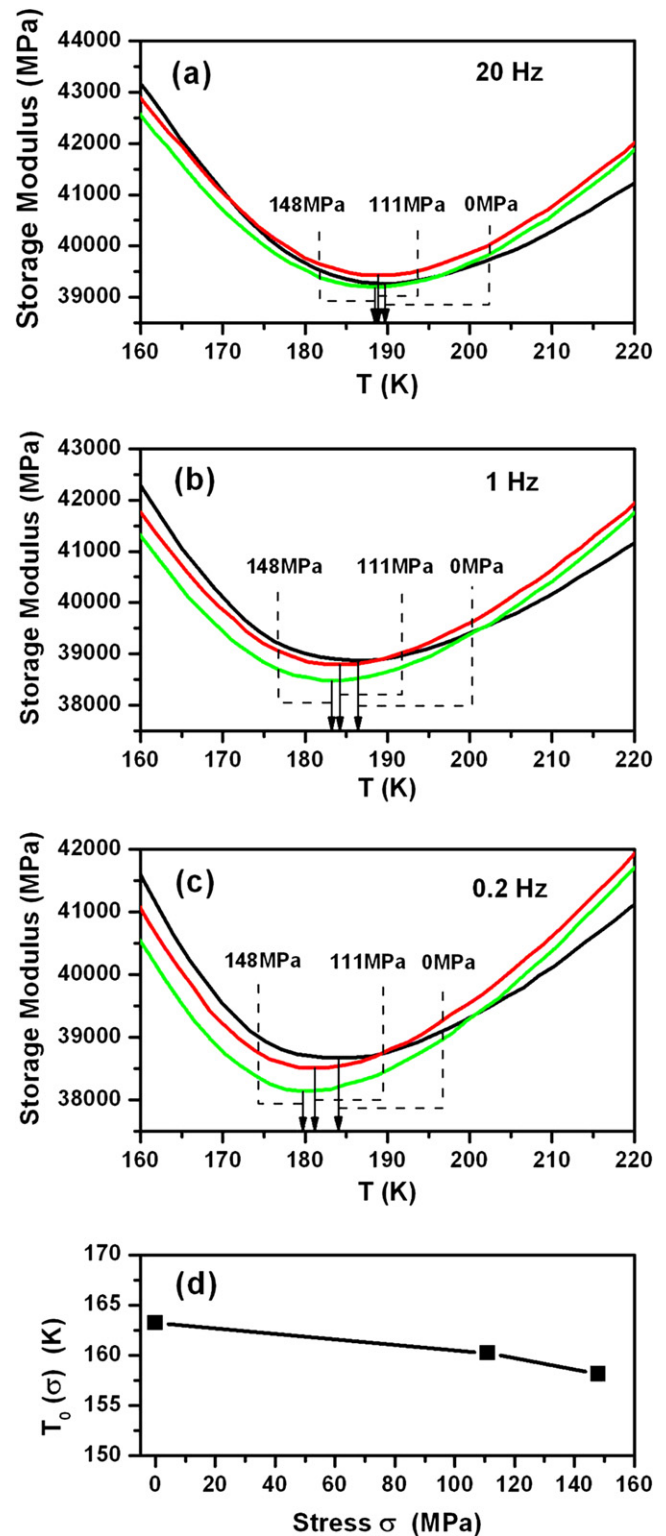 Storage Modulus (MPa)
44000
43000
42000
41000
40000
39000
(a)
20 Hz
148MPa 111MPa 0MPa
160 170 180 190 200 210 220
T (K)
Storage Modulus (MPa)
43000
42000
41000
40000
39000
38000
(b)
1 Hz
148MPa 111MPa 0MPa
160 170 180 190 200 210 220
T (K)
Storage Modulus (MPa)
42000
41000
40000
39000
38000
(c)
0.2 Hz
148MPa 111MPa 0MPa
160 170 180 190 200 210 220
T (K)
T₀ (σ) (K)
170
165
160
155
150
(d)
0 20 40 60 80 100 120 140 160
Stress σ (MPa)